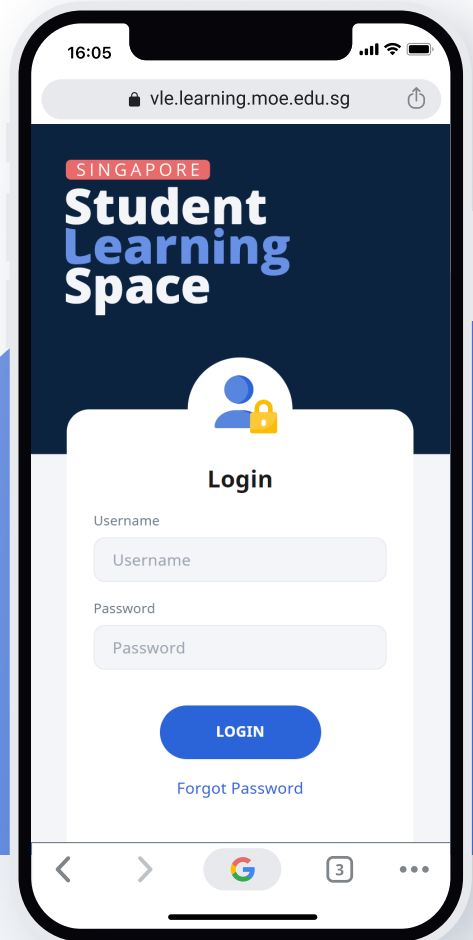 16:05
vle.learning.moe.edu.sg
SINGAPORE
Student
Learning
Space
Login
Username
Username
Password
Password
LOGIN
Forgot Password
G
3